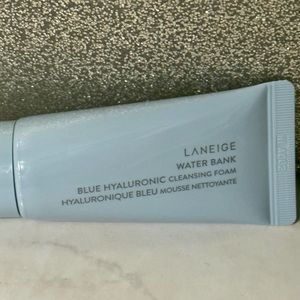 LANEIGE
WATER BANK
BLUE HYALURONIC CLEANSING FOAM
HYALURONIQUE BLEU MOUSSE NETTOYANTE